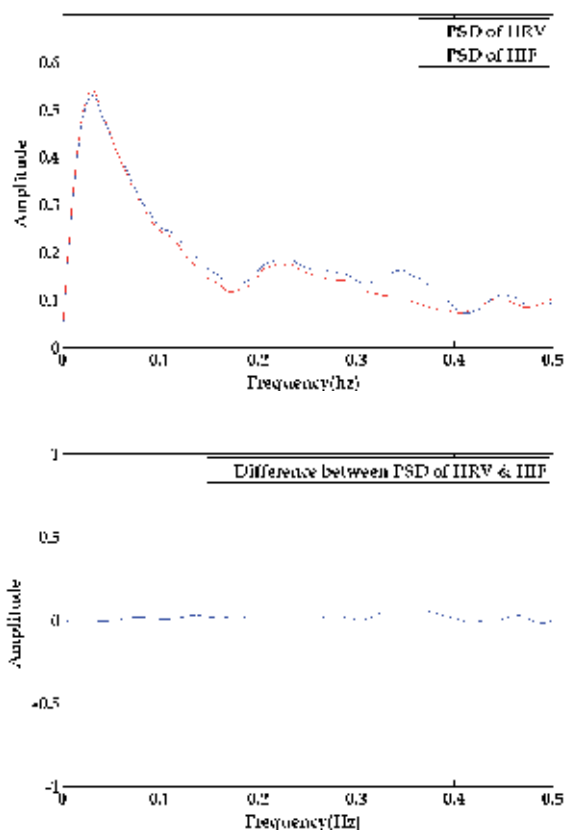 PSD of HRV
PSD of HIF
0.6
0.5
0.4
0.3
0.2
0.1
0
Amplitude
0 0.1 0.2 0.3 0.4 0.5
Frequency(hz)
Difference between PSD of HRV & HIF
1
0.5
0
-0.5
-1
Amplitude
0 0.1 0.2 0.3 0.4 0.5
Frequency(Hz)